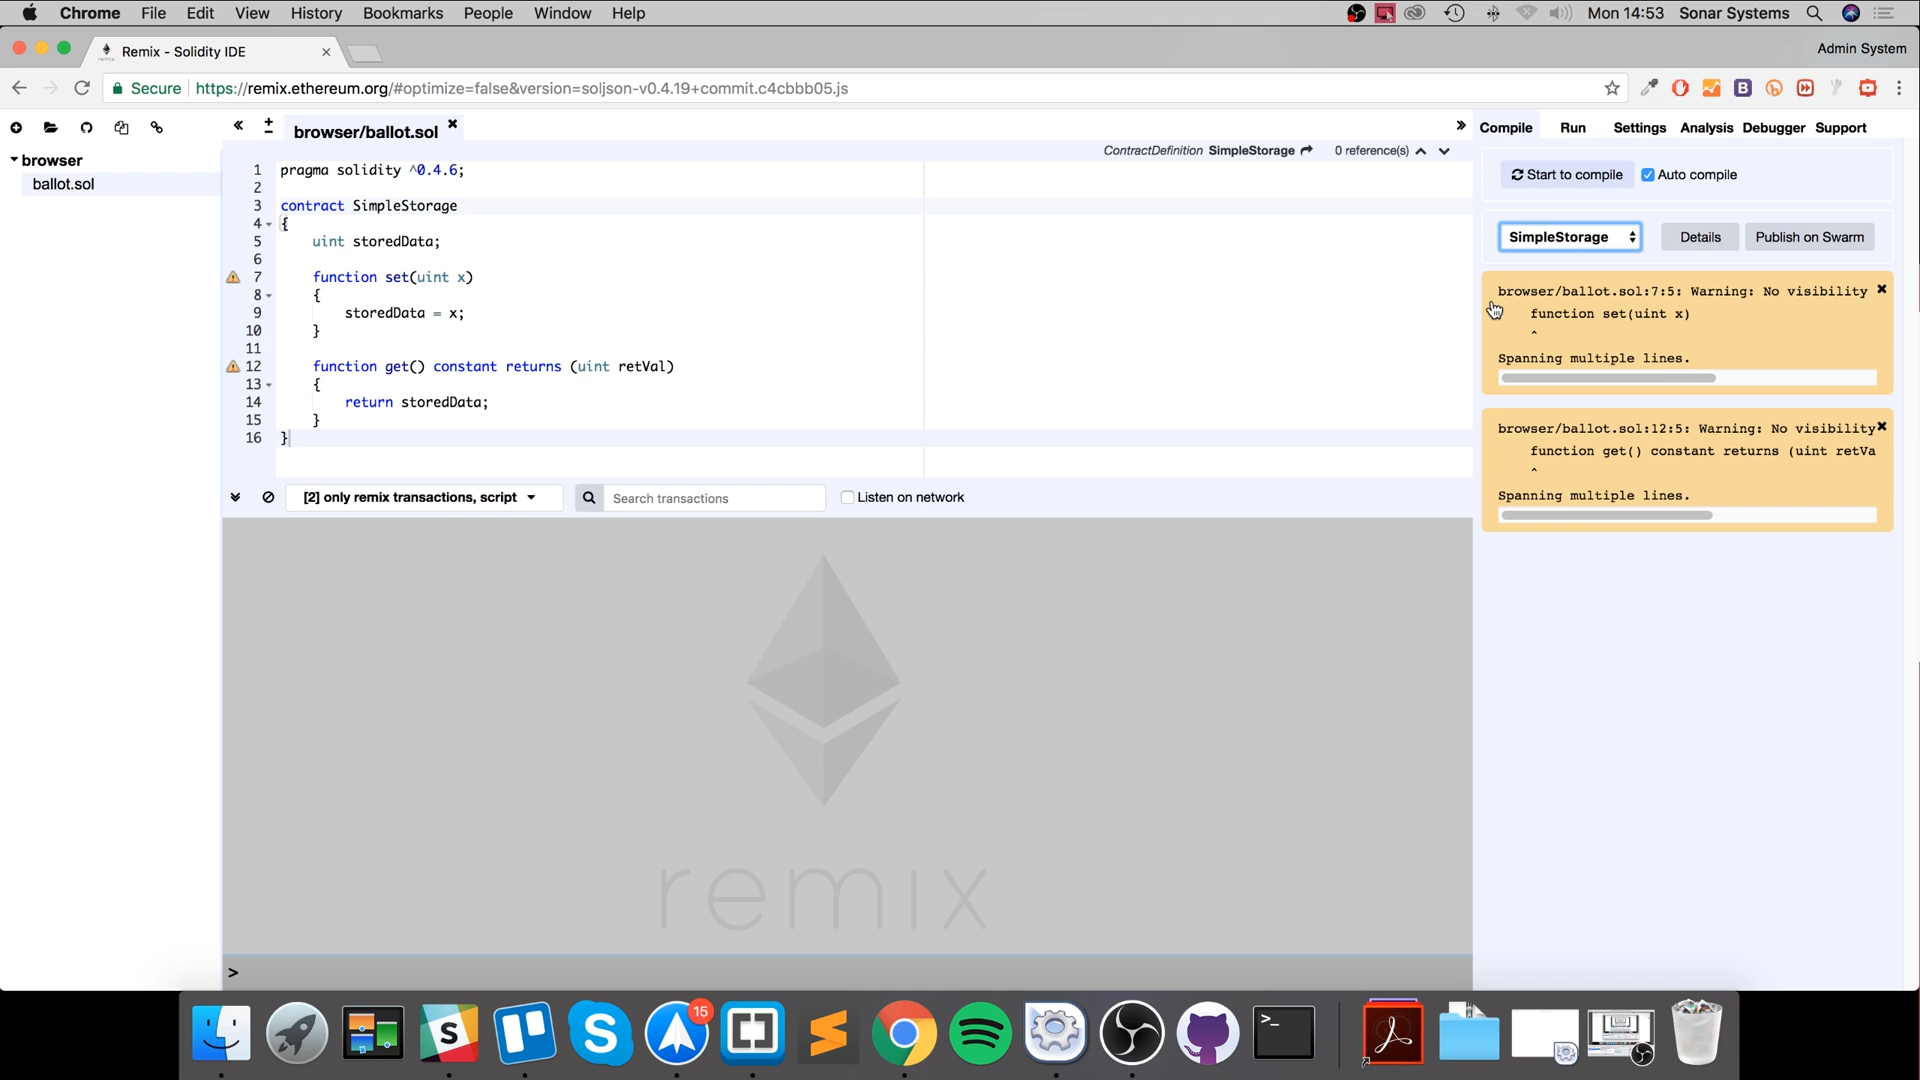 Chrome File Edit View History Bookmarks People Window Help Mon 14:53 Sonar Systems
Remix - Solidity IDE
Admin System
Secure https://remix.ethereum.org/#optimize=false&version=soljson-v0.4.19+commit.c4cbbb05.js
browser/ballot.sol
Compile Run Settings Analysis Debugger Support
browser
ballot.sol
ContractDefinition SimpleStorage 0 reference(s)
1 pragma solidity ^0.4.6;
2
3 contract SimpleStorage
4 {
5 uint storedData;
6
7 function set(uint x)
8 {
9 storedData = x;
10 }
11
12 function get() constant returns (uint retVal)
13 {
14 return storedData;
15 }
16 }
Start to compile Auto compile
SimpleStorage Details Publish on Swarm
browser/ballot.sol:7:5: Warning: No visibility
function set(uint x)
^
Spanning multiple lines.
browser/ballot.sol:12:5: Warning: No visibility
function get() constant returns (uint retVa
^
Spanning multiple lines.
[2] only remix transactions, script Search transactions Listen on network
remix
>
15